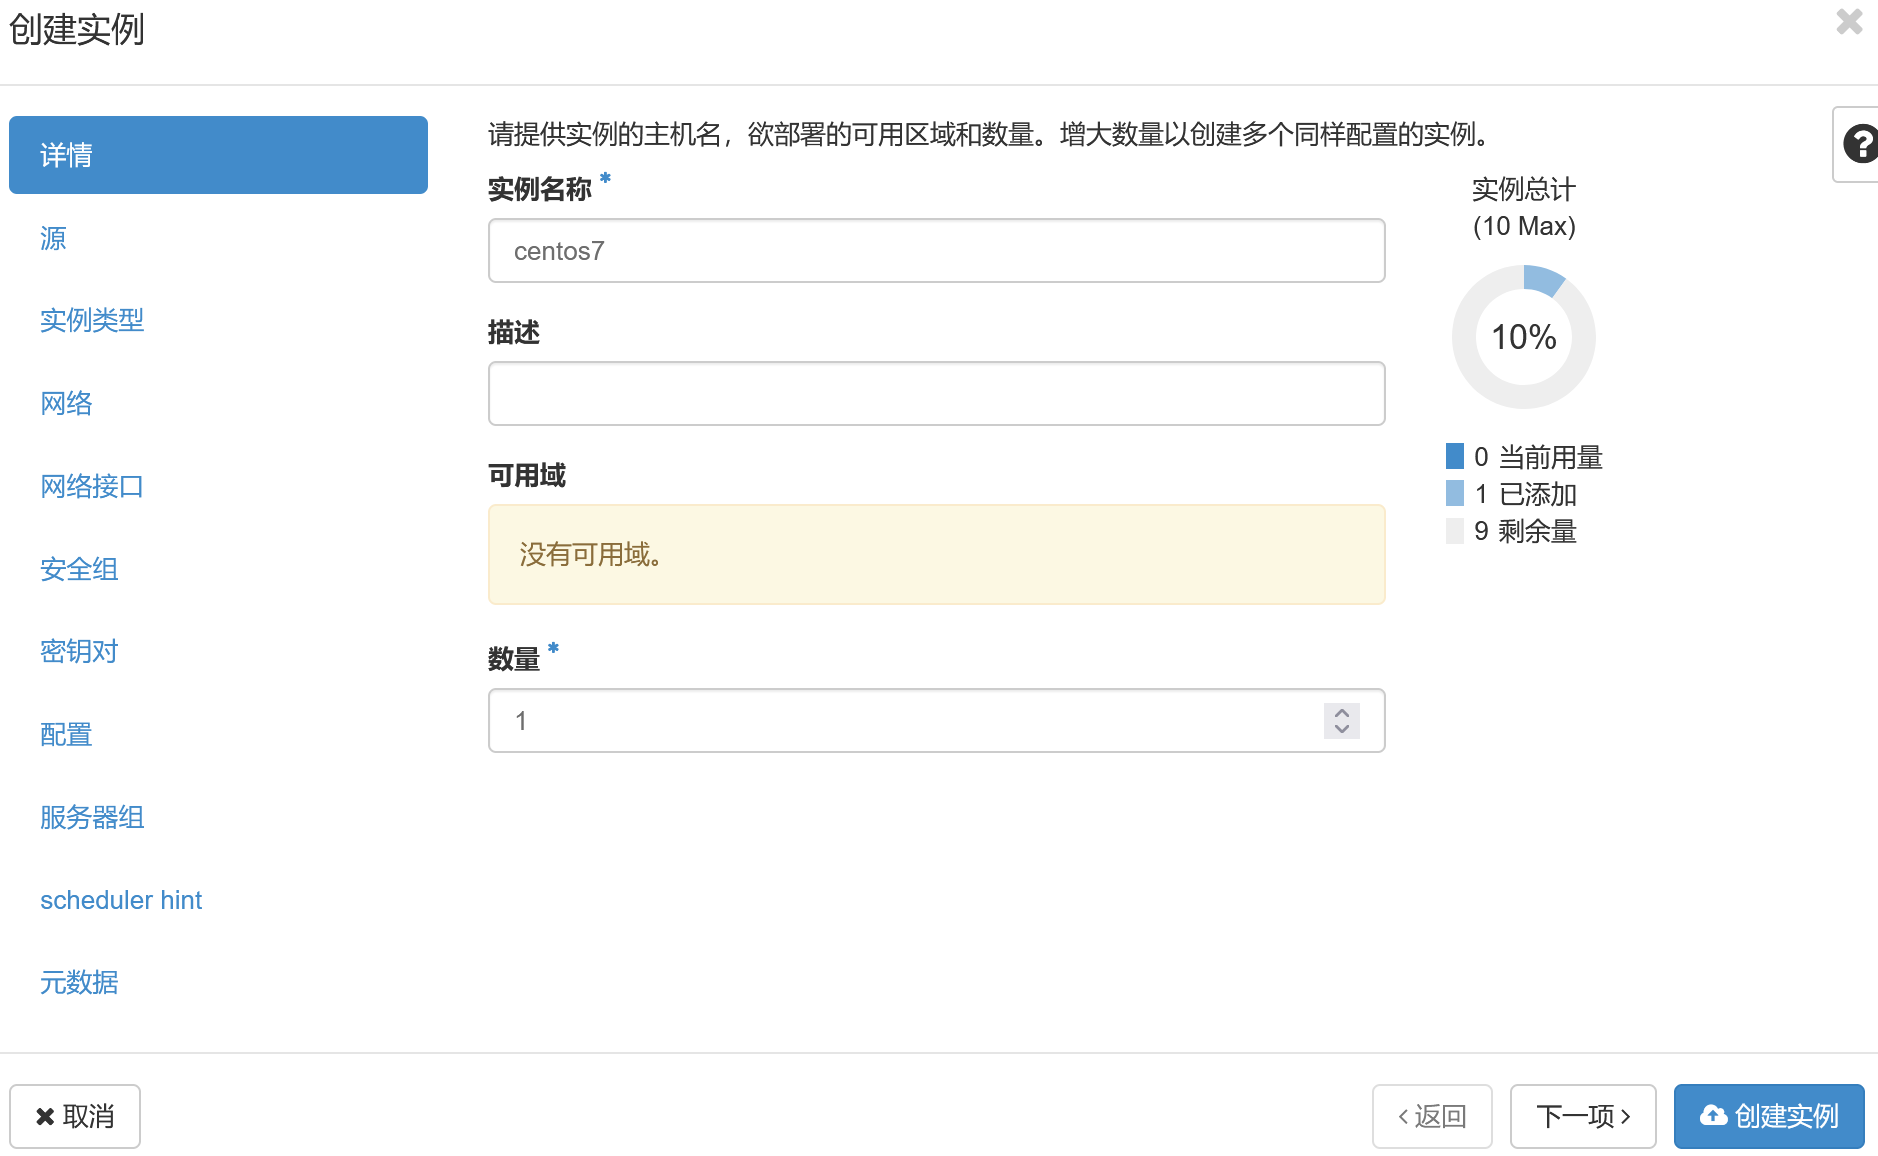 创建实例
详情
源
实例类型
网络
网络接口
安全组
密钥对
配置
服务器组
scheduler hint
元数据
请提供实例的主机名，欲部署的可用区域和数量。增大数量以创建多个同样配置的实例。
实例名称 *
centos7
描述
可用域
没有可用域。
数量 *
1
实例总计
(10 Max)
10%
0 当前用量
1 已添加
9 剩余量
取消
返回
下一项
创建实例